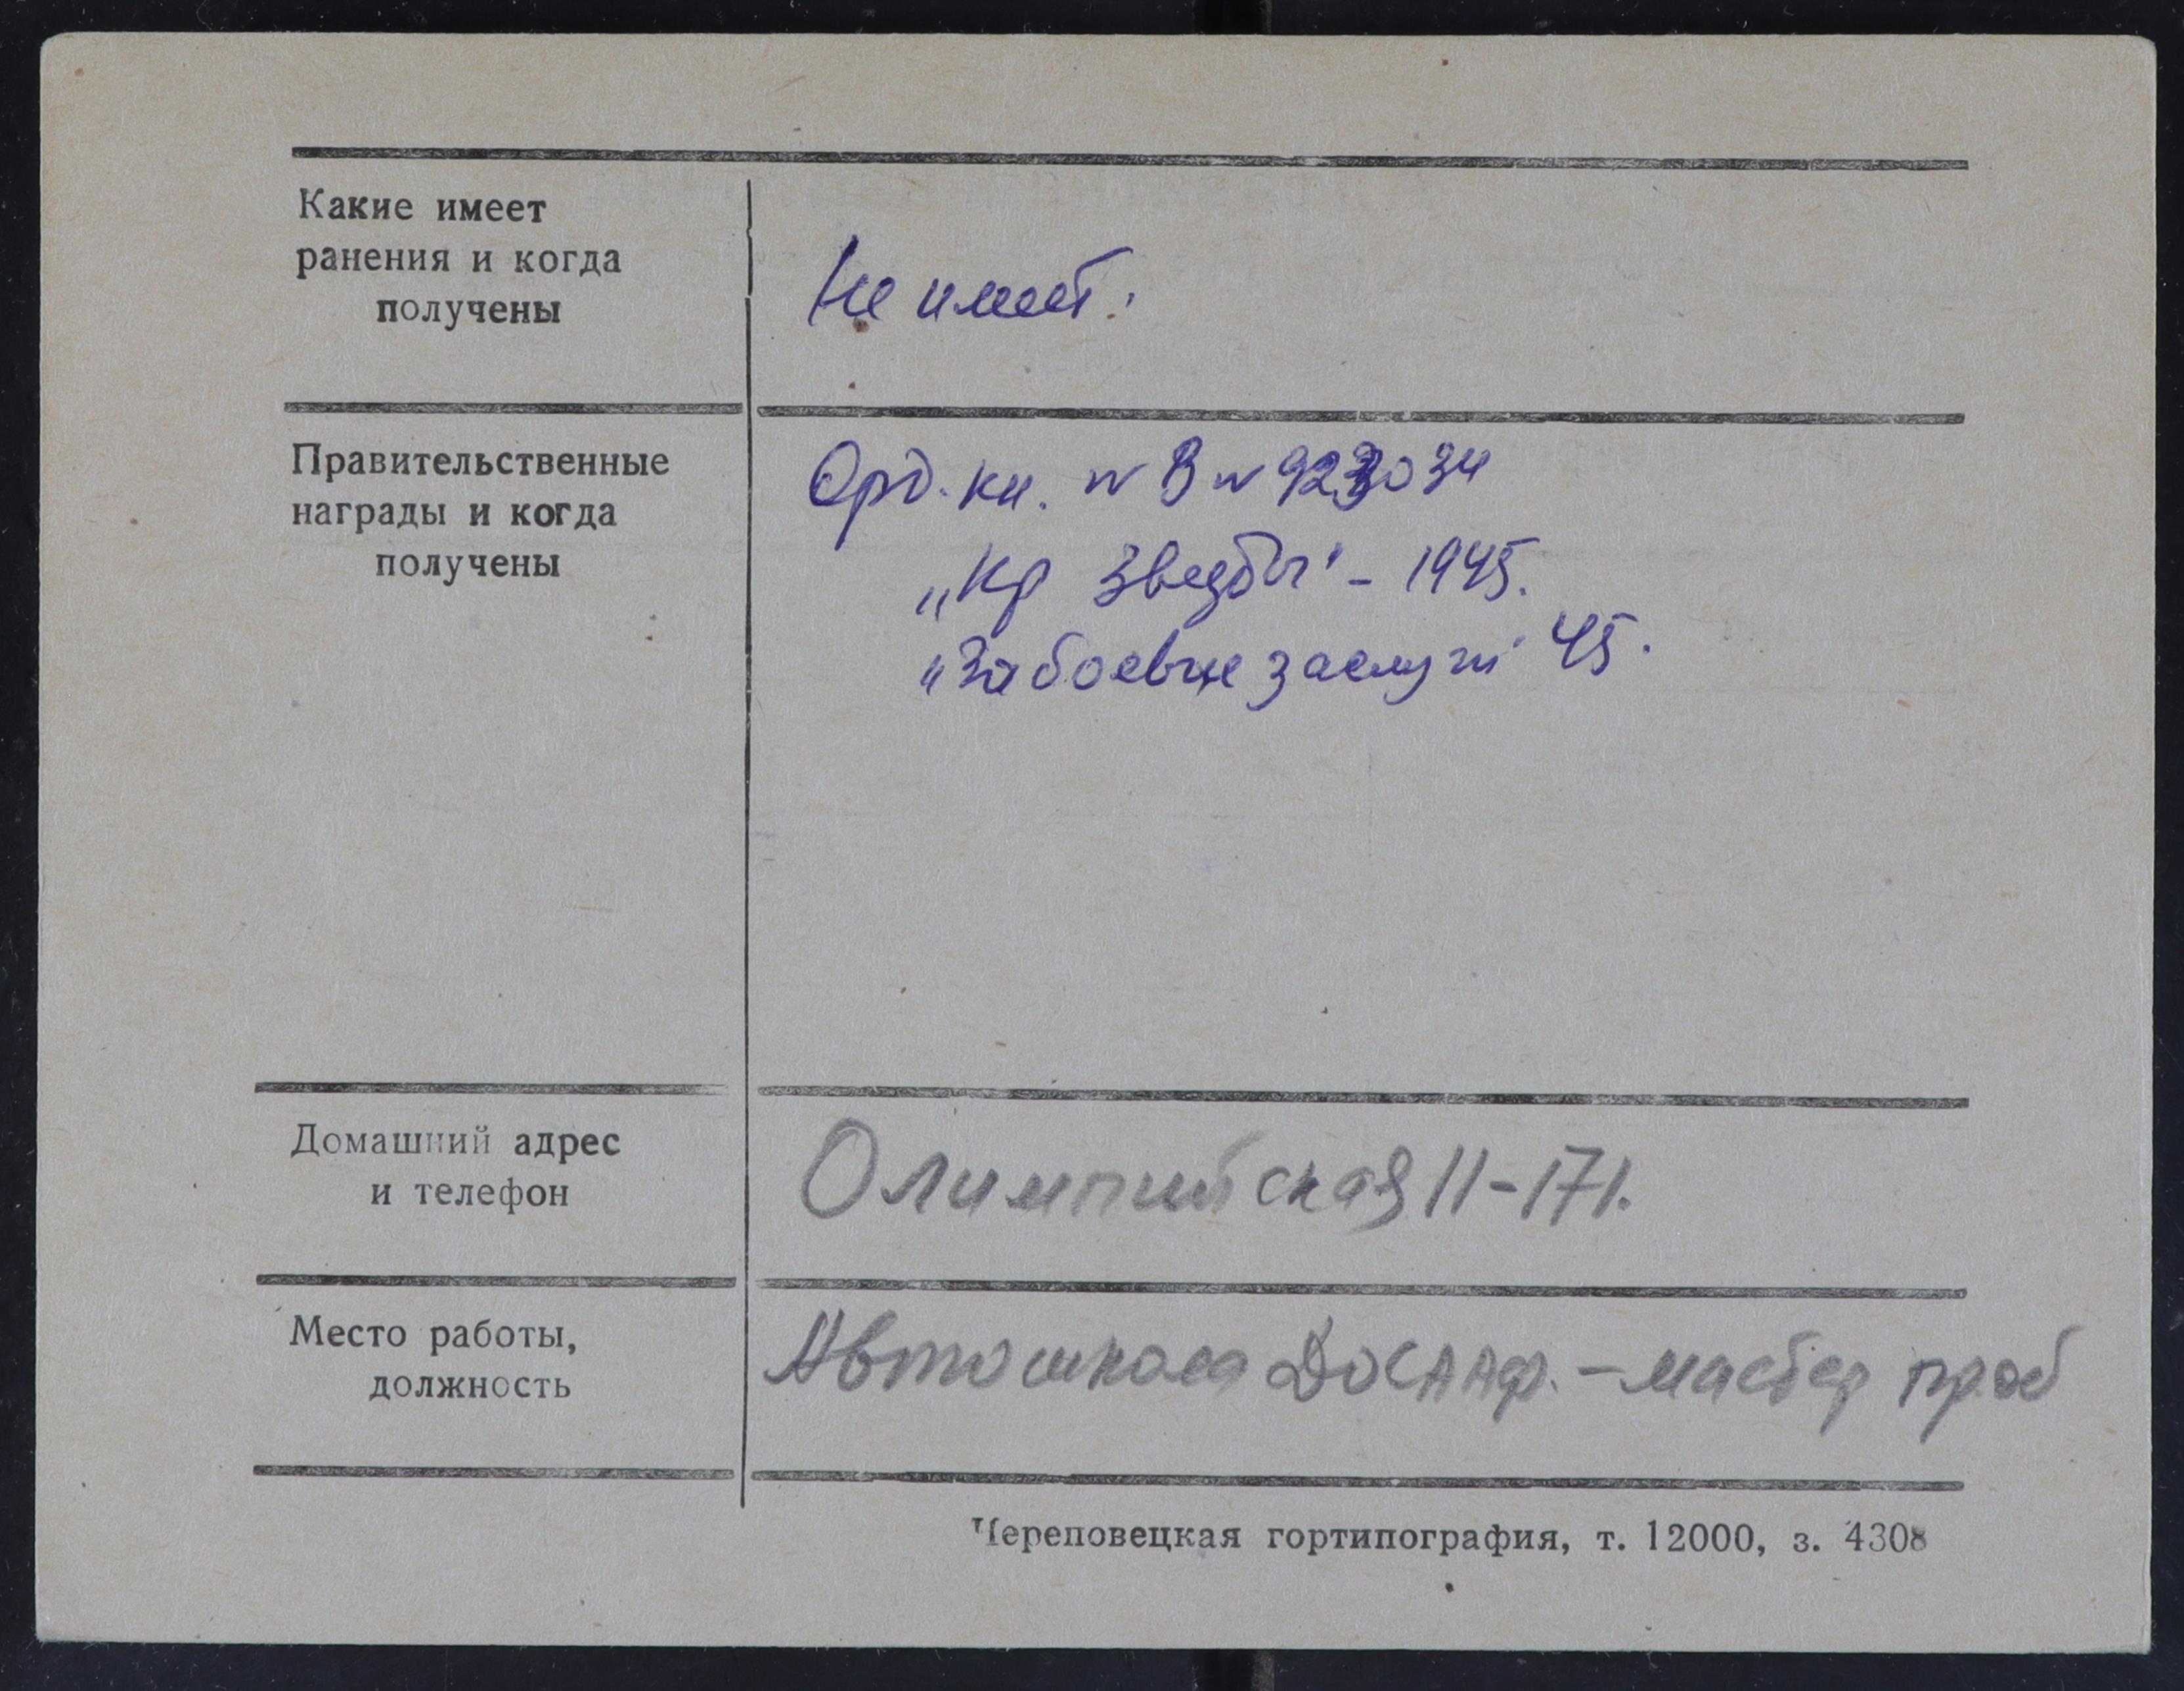 Какие имеет
ранения и когда
получены
Не имеет.
Правительственные
награды и когда
получены
Орд. кн. № В № 923034
„Кр Звезды" - 1945.
„За боевые заслуги" 45.
Домашний адрес
и телефон
Олимпийская 11-171.
Место работы,
должность
Автошкола ДОСААФ. - мастер проб
Череповецкая гортипография, т. 12000, з. 4308